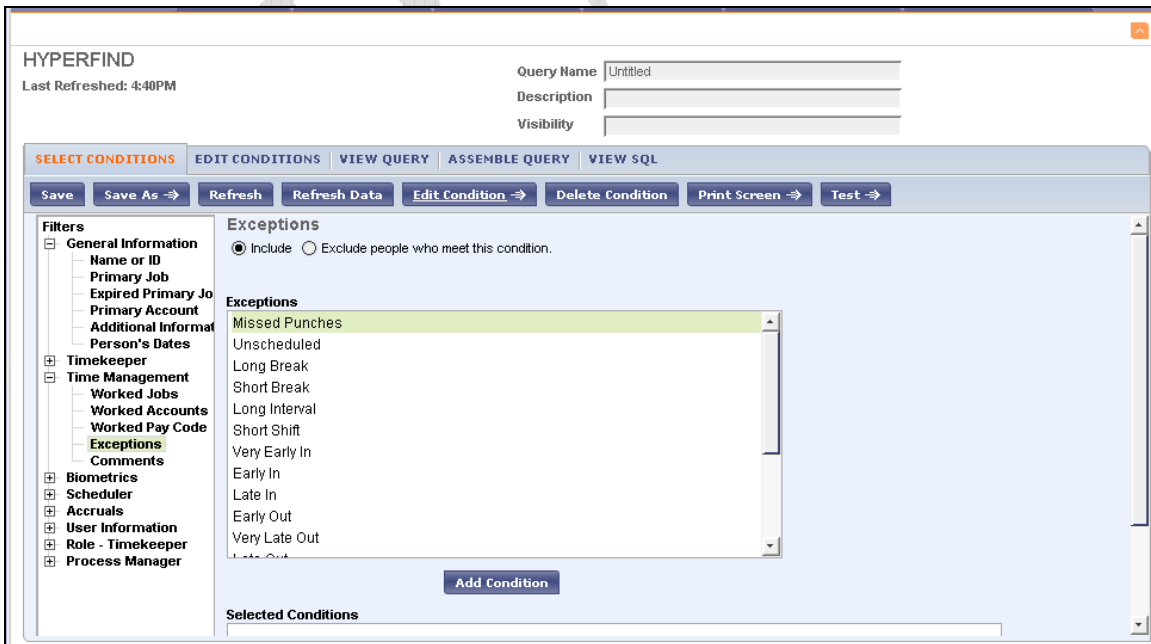 HYPERFIND
Last Refreshed: 4:40PM
Query Name Untitled
Description
Visibility
SELECT CONDITIONS EDIT CONDITIONS VIEW QUERY ASSEMBLE QUERY VIEW SQL
Save Save As Refresh Refresh Data Edit Condition Delete Condition Print Screen Test
Filters
General Information
Name or ID
Primary Job
Expired Primary Jo
Primary Account
Additional Informat
Person's Dates
Timekeeper
Time Management
Worked Jobs
Worked Accounts
Worked Pay Code
Exceptions
Comments
Biometrics
Scheduler
Accruals
User Information
Role - Timekeeper
Process Manager
Exceptions
Include Exclude people who meet this condition.
Exceptions
Missed Punches
Unscheduled
Long Break
Short Break
Long Interval
Short Shift
Very Early In
Early In
Late In
Early Out
Very Late Out
Late Out
Add Condition
Selected Conditions